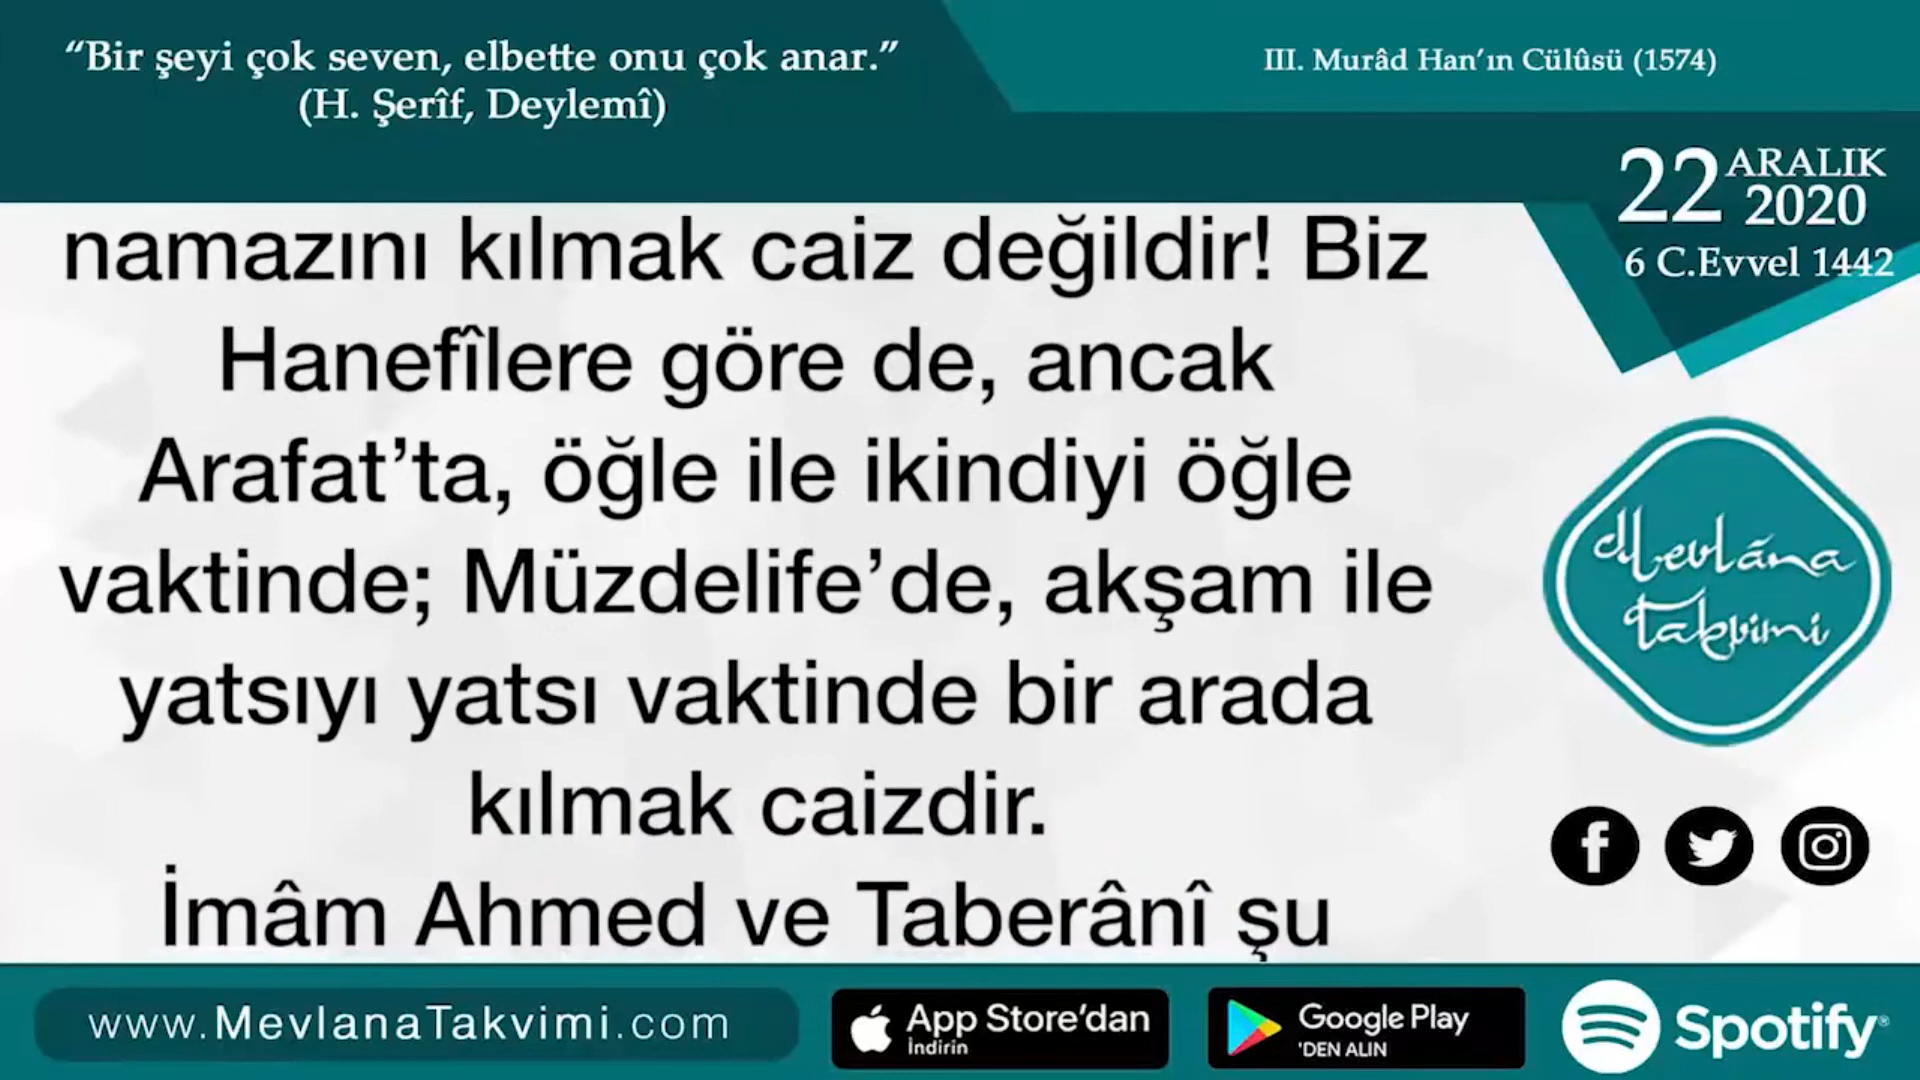 “Bir şeyi çok seven, elbette onu çok anar.”
(H. Şerîf, Deylemî)
III. Murâd Han’ın Cülûsü (1574)
22 ARALIK
2020
6 C.Evvel 1442
namazını kılmak caiz değildir! Biz
Hanefîlere göre de, ancak
Arafat’ta, öğle ile ikindiyi öğle
vaktinde; Müzdelife’de, akşam ile
yatsıyı yatsı vaktinde bir arada
kılmak caizdir.
İmâm Ahmed ve Taberânî şu
Mevlâna
Takvimi
www.MevlanaTakvimi.com
App Store’dan
İndirin
Google Play
'DEN ALIN
Spotify®